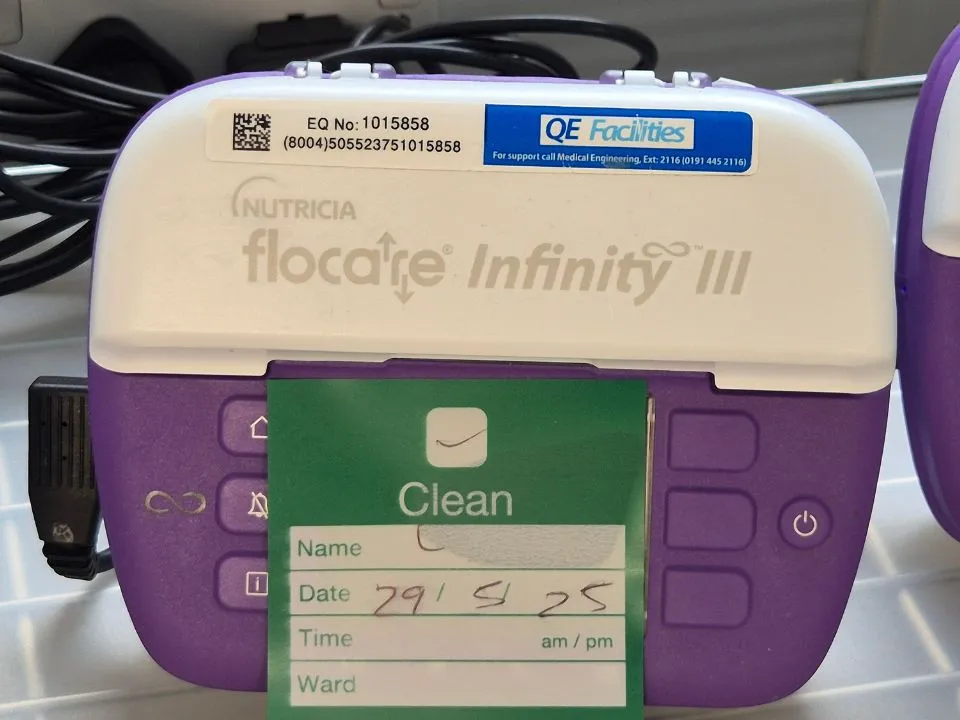 EQ No: 1015858
(8004)505523751015858
QE Facilities
For support call Medical Engineering, Ext: 2116 (0191 445 2116)
NUTRICIA
flocare® Infinity™ III
Clean
Name
Date 29/5/25
Time am / pm
Ward